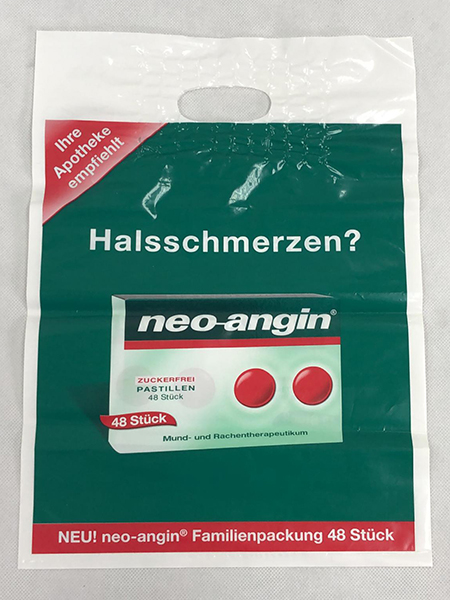 Ihre
Apotheke
empfiehlt
Halsschmerzen?
neo-angin®
ZUCKERFREI
PASTILLEN
48 Stück
48 Stück
Mund- und Rachentherapeutikum
NEU! neo-angin® Familienpackung 48 Stück